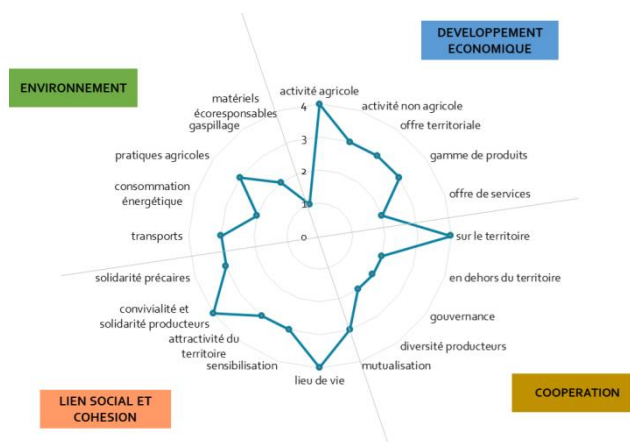 DEVELOPPEMENT
ECONOMIQUE
ENVIRONNEMENT
activité agricole
matériels
écoresponsables
activité non agricole
gaspillage
offre territoriale
pratiques agricoles
gamme de produits
consommation
énergétique
offre de services
4
3
2
1
0
transports
sur le territoire
solidarité précaires
en dehors du territoire
convivialité et
solidarité producteurs
gouvernance
attractivité du
territoire
diversité producteurs
sensibilisation
mutualisation
lieu de vie
LIEN SOCIAL ET
COHESION
COOPERATION